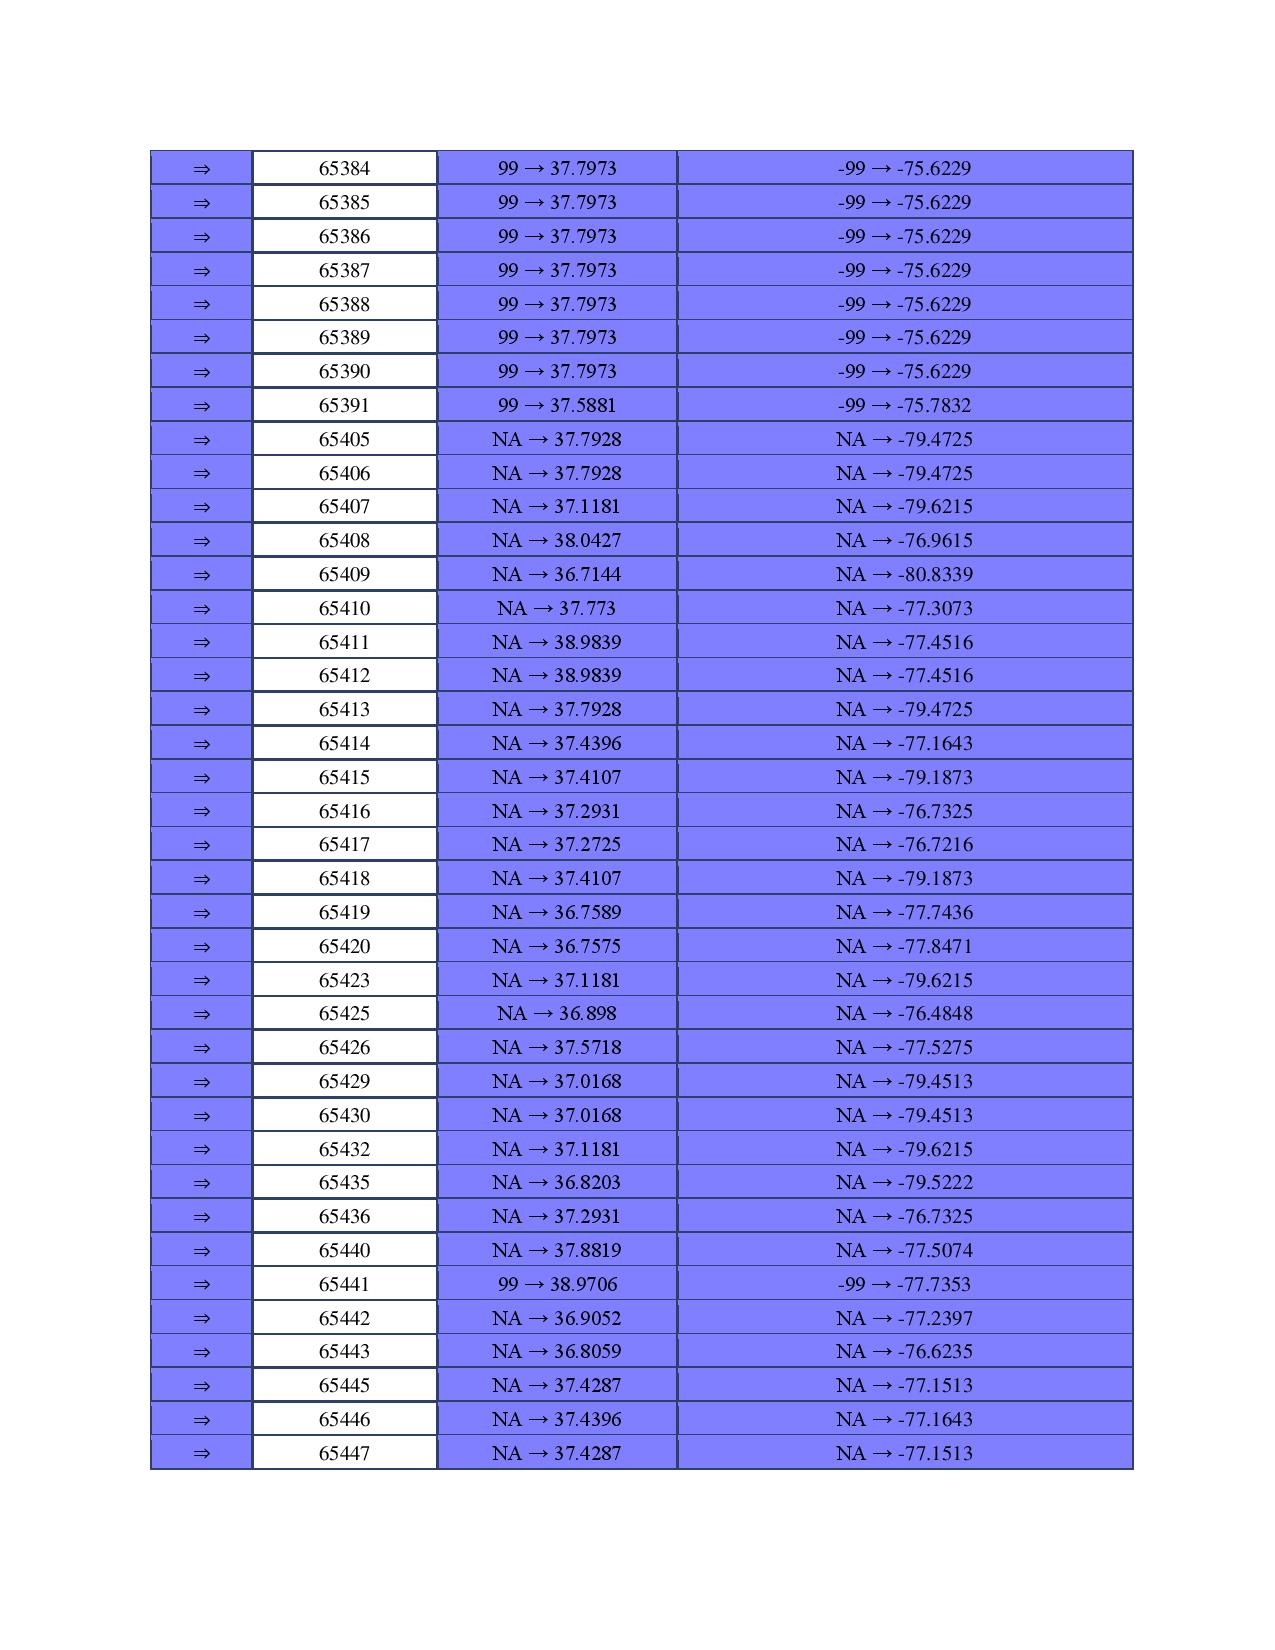 ⇒ 65384 99 → 37.7973 -99 → -75.6229
⇒ 65385 99 → 37.7973 -99 → -75.6229
⇒ 65386 99 → 37.7973 -99 → -75.6229
⇒ 65387 99 → 37.7973 -99 → -75.6229
⇒ 65388 99 → 37.7973 -99 → -75.6229
⇒ 65389 99 → 37.7973 -99 → -75.6229
⇒ 65390 99 → 37.7973 -99 → -75.6229
⇒ 65391 99 → 37.5881 -99 → -75.7832
⇒ 65405 NA → 37.7928 NA → -79.4725
⇒ 65406 NA → 37.7928 NA → -79.4725
⇒ 65407 NA → 37.1181 NA → -79.6215
⇒ 65408 NA → 38.0427 NA → -76.9615
⇒ 65409 NA → 36.7144 NA → -80.8339
⇒ 65410 NA → 37.773 NA → -77.3073
⇒ 65411 NA → 38.9839 NA → -77.4516
⇒ 65412 NA → 38.9839 NA → -77.4516
⇒ 65413 NA → 37.7928 NA → -79.4725
⇒ 65414 NA → 37.4396 NA → -77.1643
⇒ 65415 NA → 37.4107 NA → -79.1873
⇒ 65416 NA → 37.2931 NA → -76.7325
⇒ 65417 NA → 37.2725 NA → -76.7216
⇒ 65418 NA → 37.4107 NA → -79.1873
⇒ 65419 NA → 36.7589 NA → -77.7436
⇒ 65420 NA → 36.7575 NA → -77.8471
⇒ 65423 NA → 37.1181 NA → -79.6215
⇒ 65425 NA → 36.898 NA → -76.4848
⇒ 65426 NA → 37.5718 NA → -77.5275
⇒ 65429 NA → 37.0168 NA → -79.4513
⇒ 65430 NA → 37.0168 NA → -79.4513
⇒ 65432 NA → 37.1181 NA → -79.6215
⇒ 65435 NA → 36.8203 NA → -79.5222
⇒ 65436 NA → 37.2931 NA → -76.7325
⇒ 65440 NA → 37.8819 NA → -77.5074
⇒ 65441 99 → 38.9706 -99 → -77.7353
⇒ 65442 NA → 36.9052 NA → -77.2397
⇒ 65443 NA → 36.8059 NA → -76.6235
⇒ 65445 NA → 37.4287 NA → -77.1513
⇒ 65446 NA → 37.4396 NA → -77.1643
⇒ 65447 NA → 37.4287 NA → -77.1513